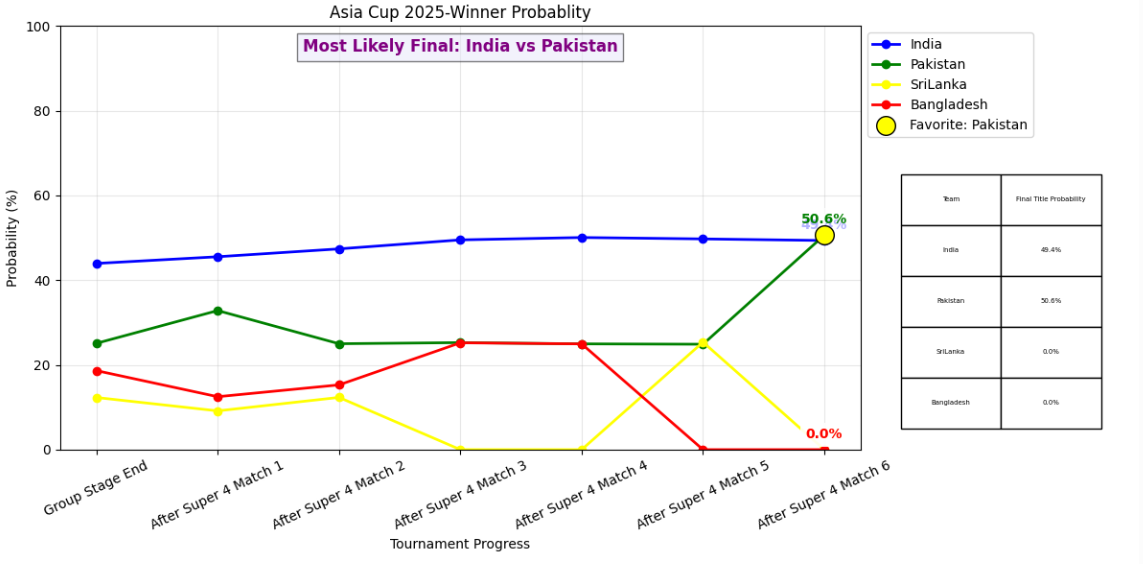 Asia Cup 2025-Winner Probablity
Most Likely Final: India vs Pakistan
100
80
60
40
20
0
Probability (%)
50.6%
0.0%
Group Stage End
After Super 4 Match 1
After Super 4 Match 2
After Super 4 Match 3
After Super 4 Match 4
After Super 4 Match 5
After Super 4 Match 6
Tournament Progress
India
Pakistan
SriLanka
Bangladesh
Favorite: Pakistan
Team Final Title Probability
India 49.4%
Pakistan 50.6%
SriLanka 0.0%
Bangladesh 0.0%